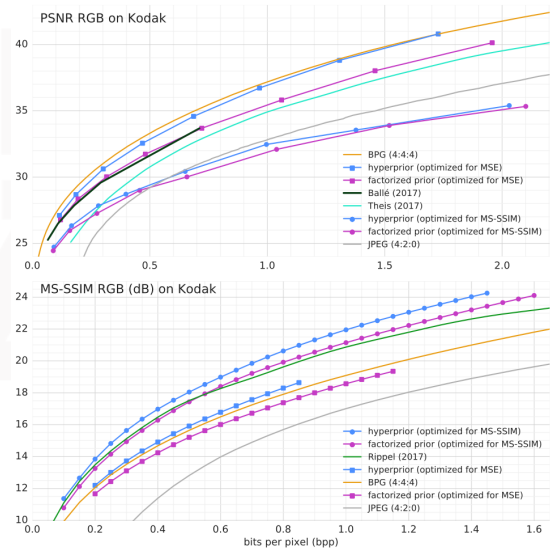 PSNR RGB on Kodak
40
35
30
25
BPG (4:4:4)
hyperprior (optimized for MSE)
factorized prior (optimized for MSE)
Ballé (2017)
Theis (2017)
hyperprior (optimized for MS-SSIM)
factorized prior (optimized for MS-SSIM)
JPEG (4:2:0)
0.0 0.5 1.0 1.5 2.0
MS-SSIM RGB (dB) on Kodak
24
22
20
18
16
14
12
10
hyperprior (optimized for MS-SSIM)
factorized prior (optimized for MS-SSIM)
Rippel (2017)
hyperprior (optimized for MSE)
BPG (4:4:4)
factorized prior (optimized for MSE)
JPEG (4:2:0)
0.0 0.2 0.4 0.6 0.8 1.0 1.2 1.4 1.6
bits per pixel (bpp)